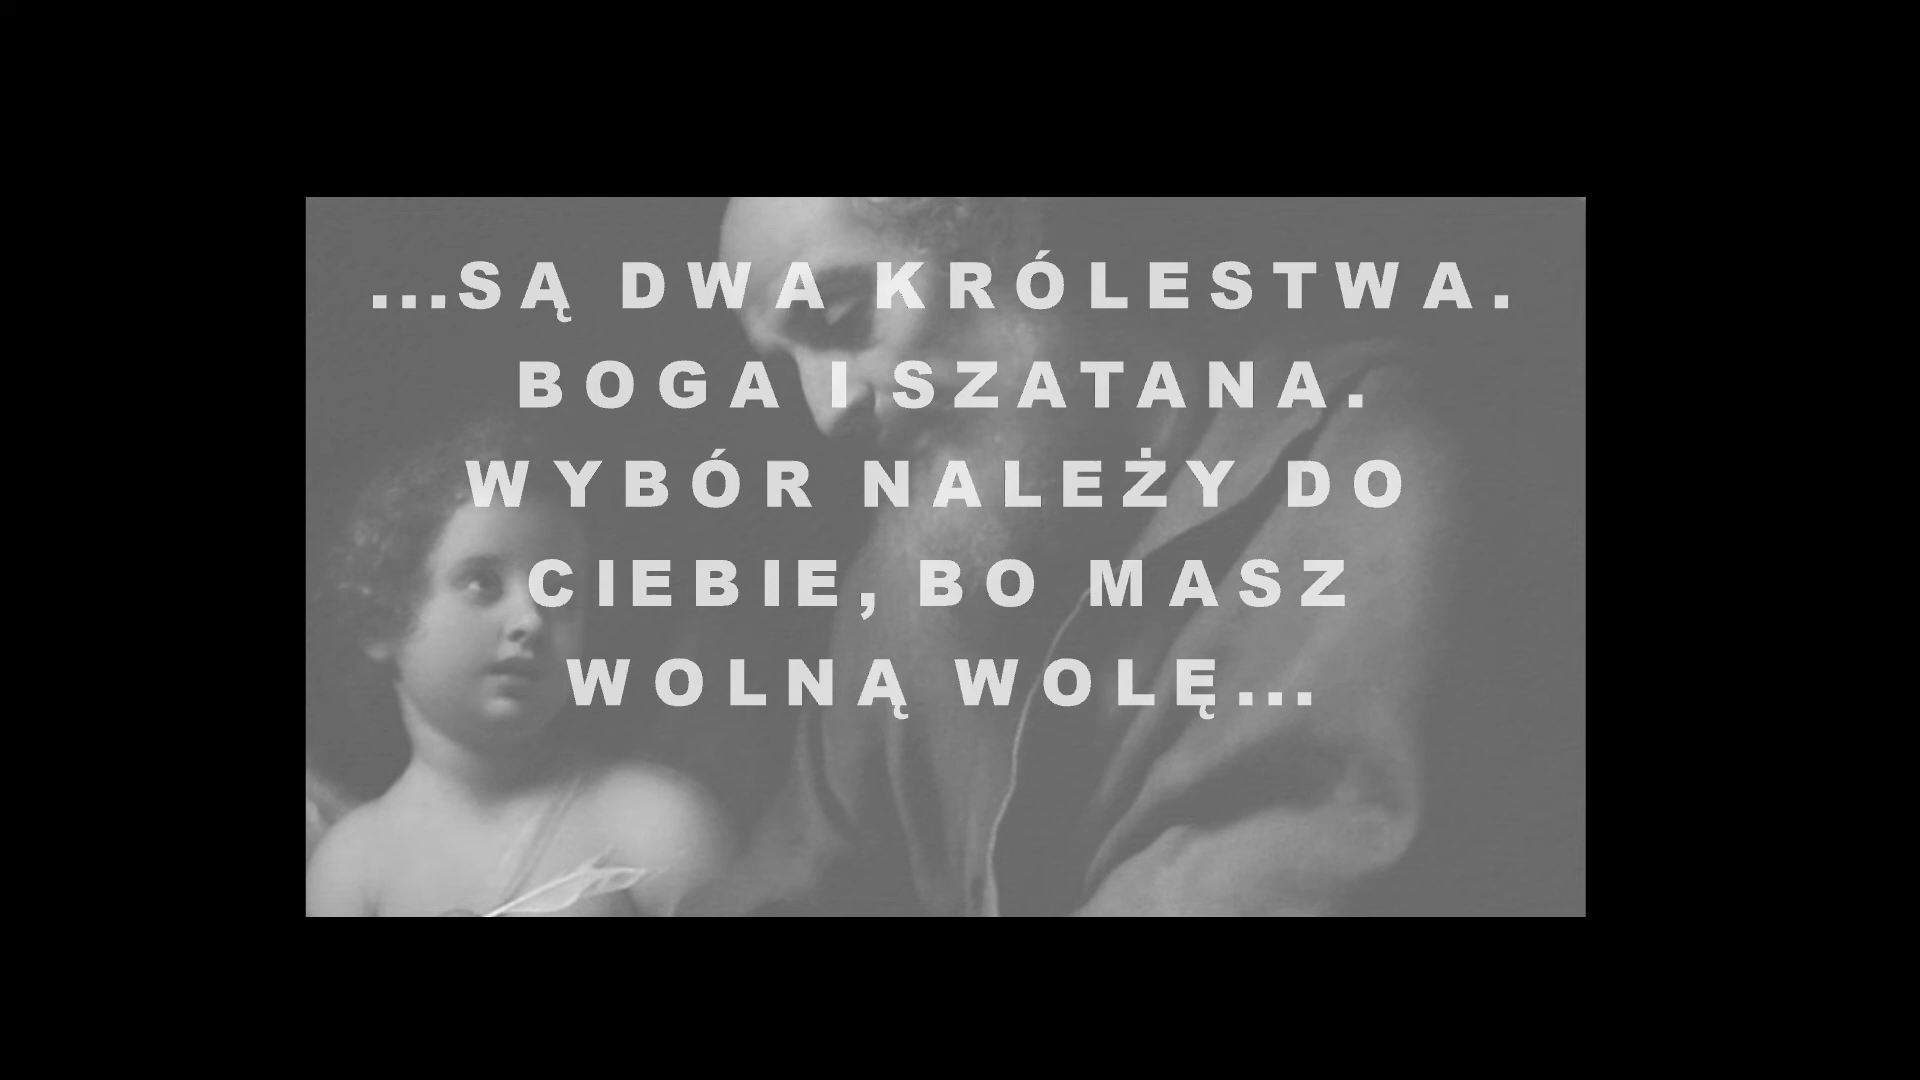 ...SĄ DWA KRÓLESTWA.
BOGA I SZATANA.
WYBÓR NALEŻY DO
CIEBIE, BO MASZ
WOLNĄ WOLĘ...